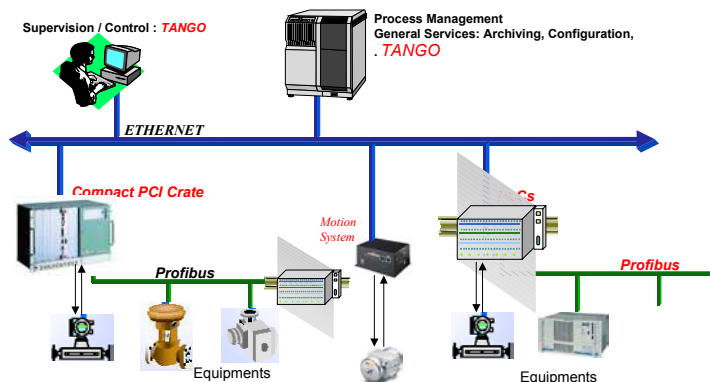 Supervision / Control : TANGO
Process Management
General Services: Archiving, Configuration,
. TANGO
ETHERNET
Compact PCI Crate
Motion
System
Profibus
Profibus
Equipments
Equipments